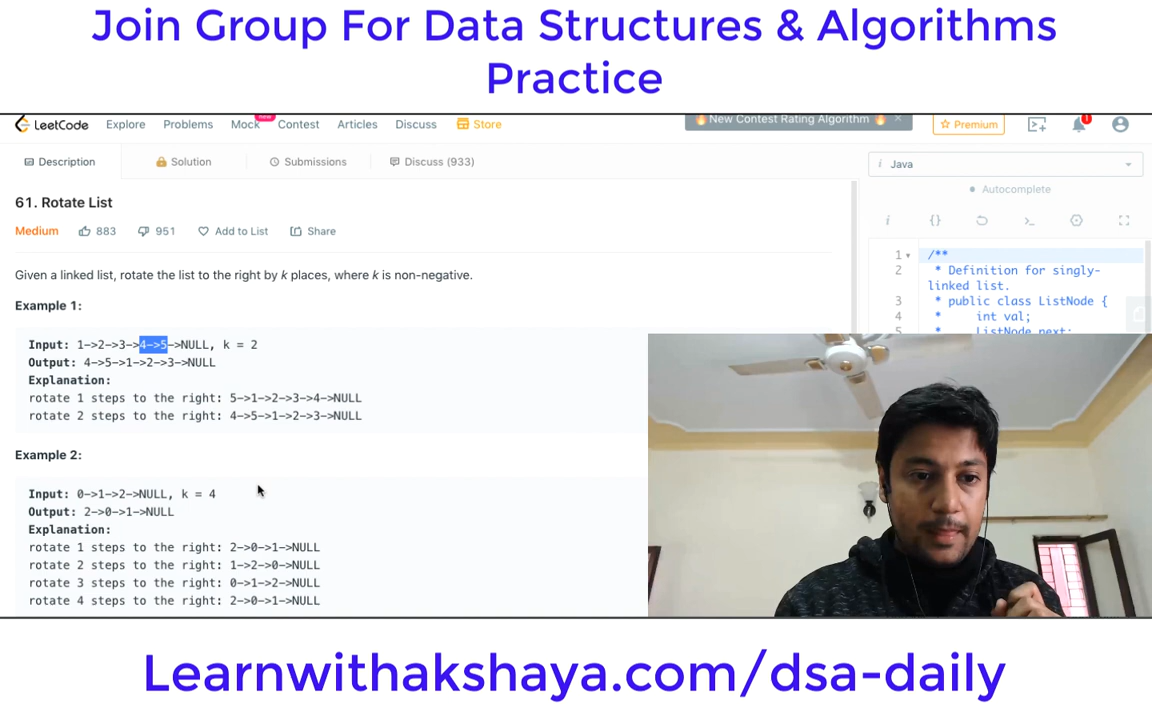 Join Group For Data Structures & Algorithms
Practice
LeetCode Explore Problems Mock new Contest Articles Discuss Store 🔥New Contest Rating Algorithm 🔥 × Premium 1
Description Solution Submissions Discuss (933) i Java
Autocomplete
61. Rotate List
Medium 883 951 Add to List Share i {} >_
Given a linked list, rotate the list to the right by k places, where k is non-negative.
Example 1:
Input: 1->2->3->4->5->NULL, k = 2
Output: 4->5->1->2->3->NULL
Explanation:
rotate 1 steps to the right: 5->1->2->3->4->NULL
rotate 2 steps to the right: 4->5->1->2->3->NULL
Example 2:
Input: 0->1->2->NULL, k = 4
Output: 2->0->1->NULL
Explanation:
rotate 1 steps to the right: 2->0->1->NULL
rotate 2 steps to the right: 1->2->0->NULL
rotate 3 steps to the right: 0->1->2->NULL
rotate 4 steps to the right: 2->0->1->NULL
1 /**
2 * Definition for singly-
linked list.
3 * public class ListNode {
4 * int val;
5 * ListNode next;
Learnwithakshaya.com/dsa-daily